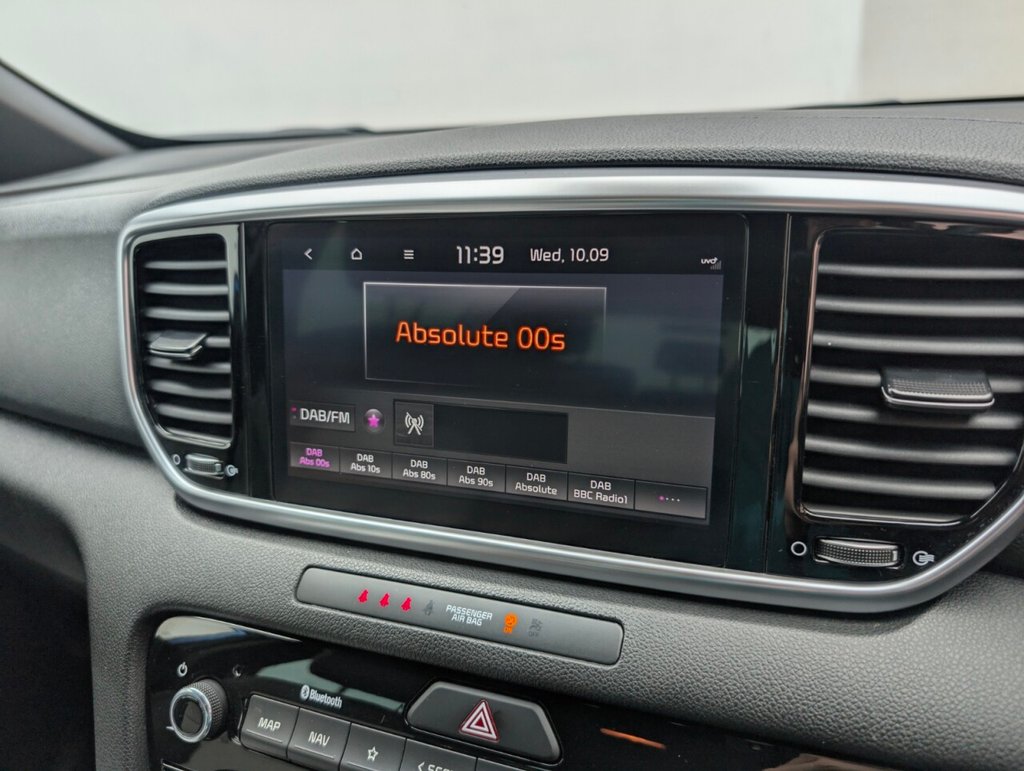 11:39 Wed, 10.09
UVO
Absolute 00s
DAB/FM
DAB DAB DAB DAB DAB DAB
Abs 00s Abs 10s Abs 80s Abs 90s Absolute BBC Radio1
PASSENGER
AIR BAG
Bluetooth
MAP NAV